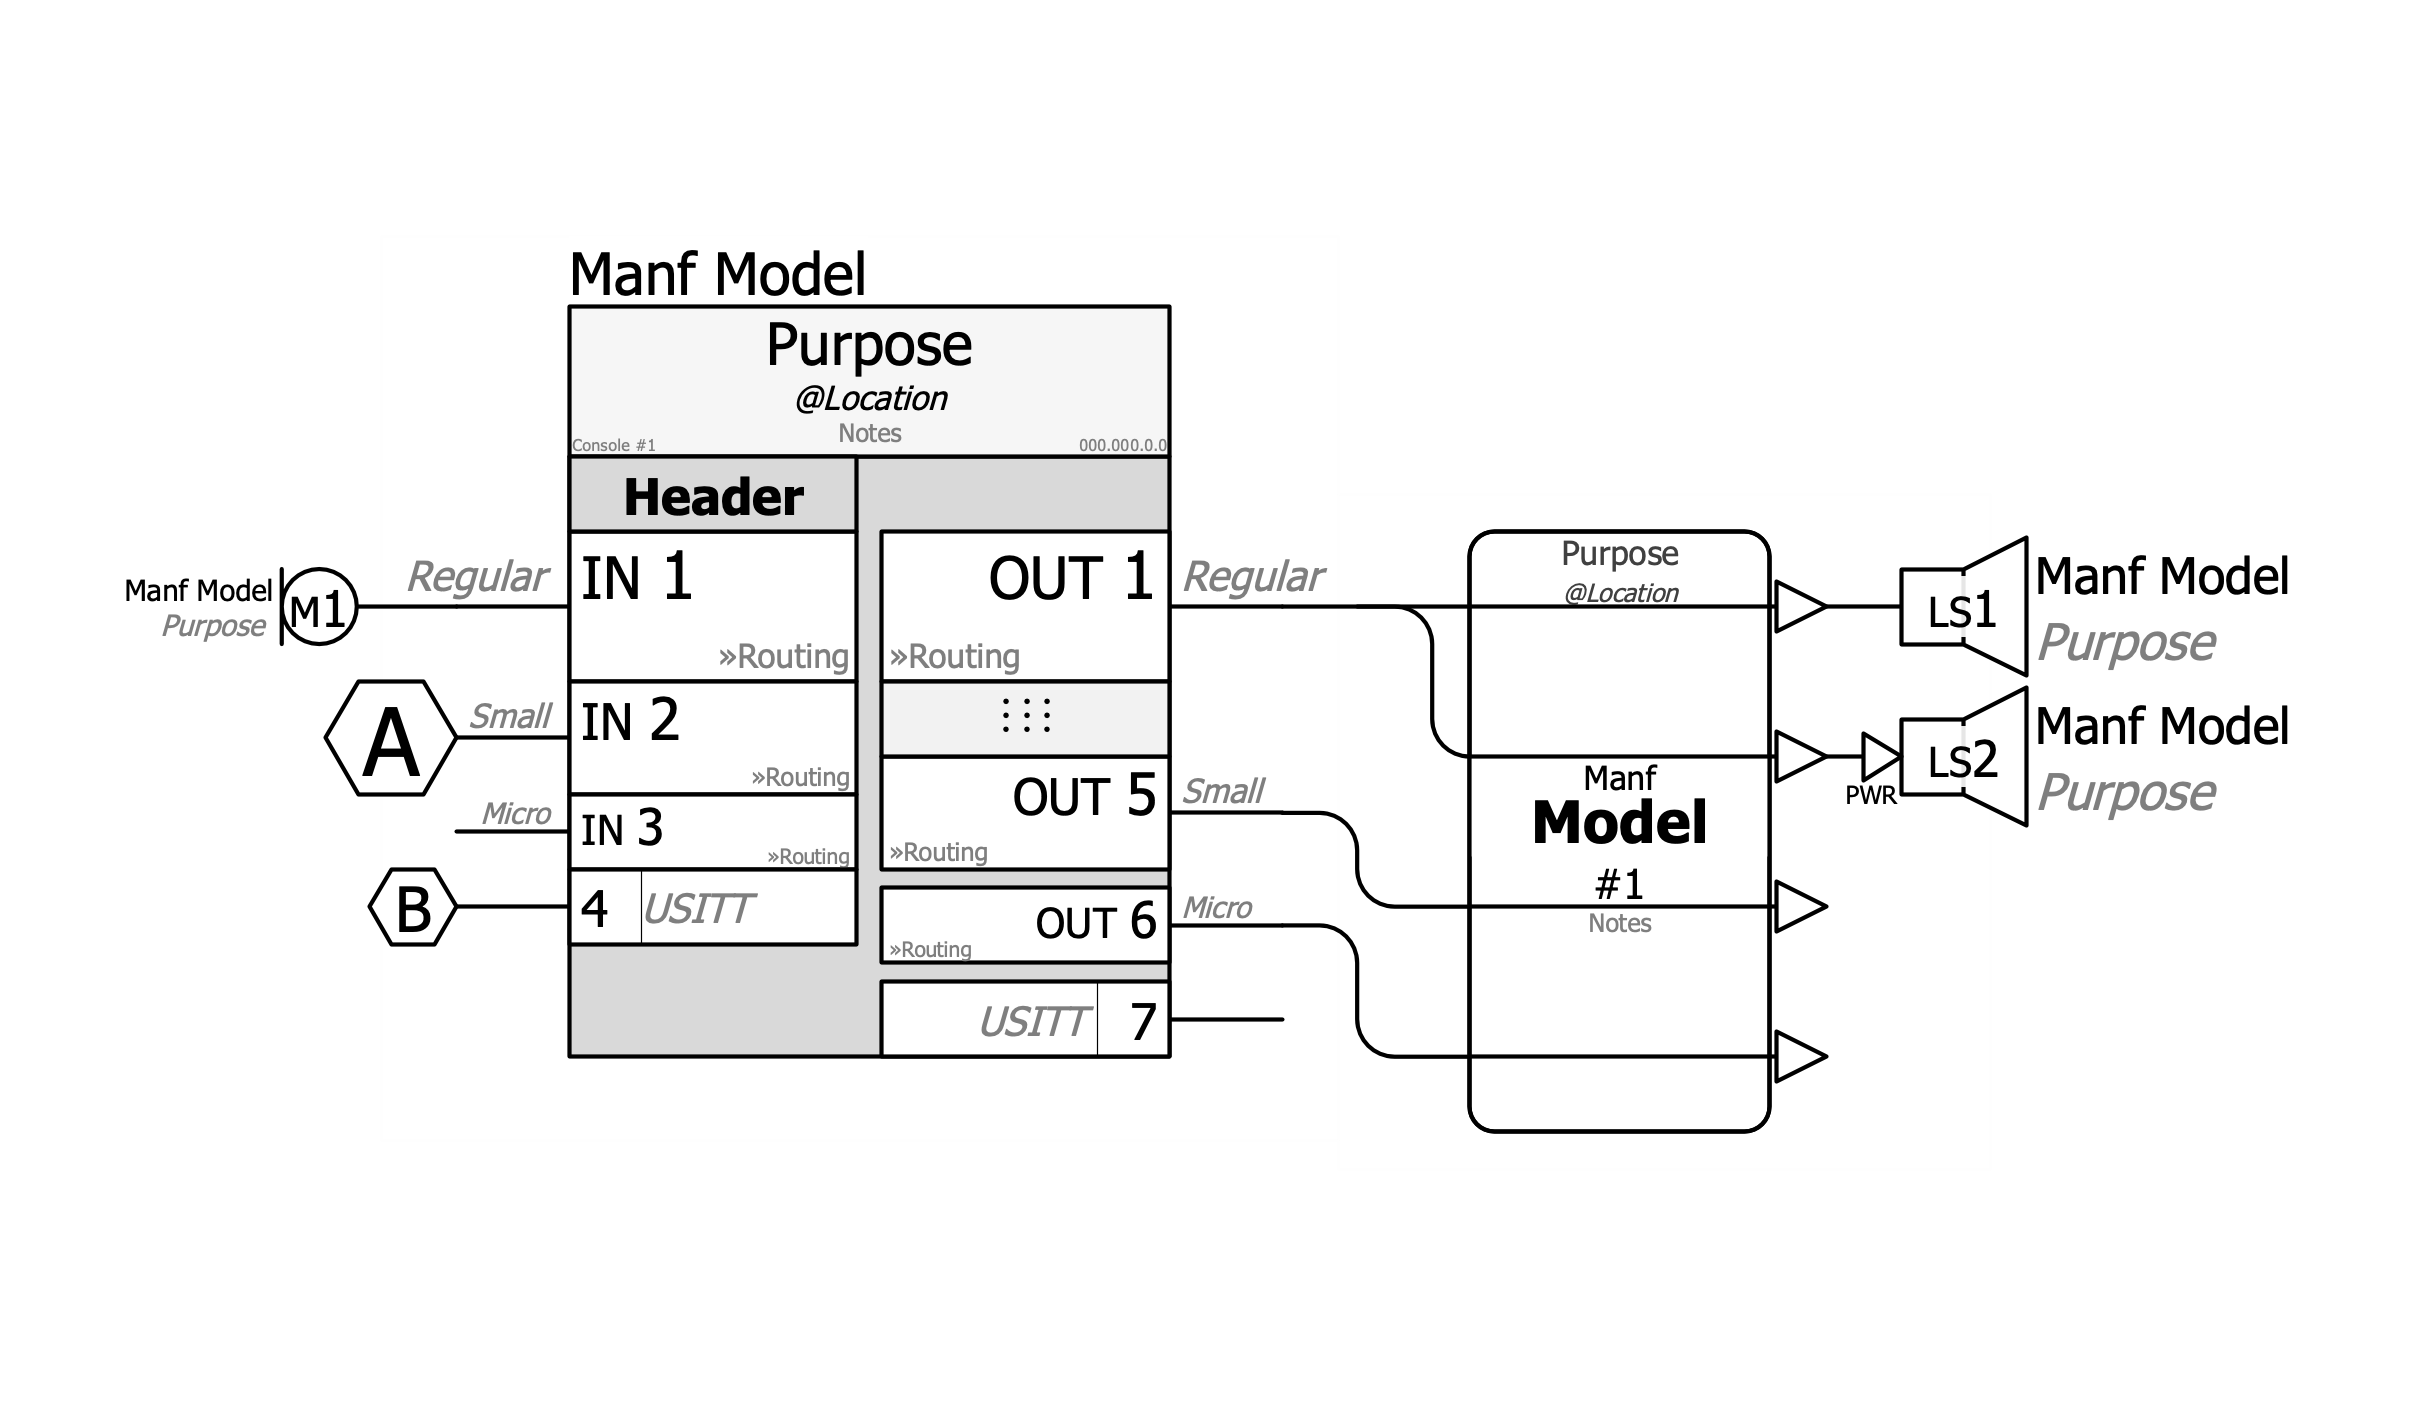 Manf Model
Purpose
@Location
Notes
Console #1
000.000.0.0
Header
Manf Model
Purpose
M1
Regular
IN 1
»Routing
A
Small
IN 2
»Routing
Micro
IN 3
»Routing
B
4
USITT
OUT 1
»Routing
Regular
OUT 5
»Routing
Small
OUT 6
»Routing
Micro
USITT
7
Purpose
@Location
Manf
Model
#1
Notes
LS1
Manf Model
Purpose
PWR
LS2
Manf Model
Purpose